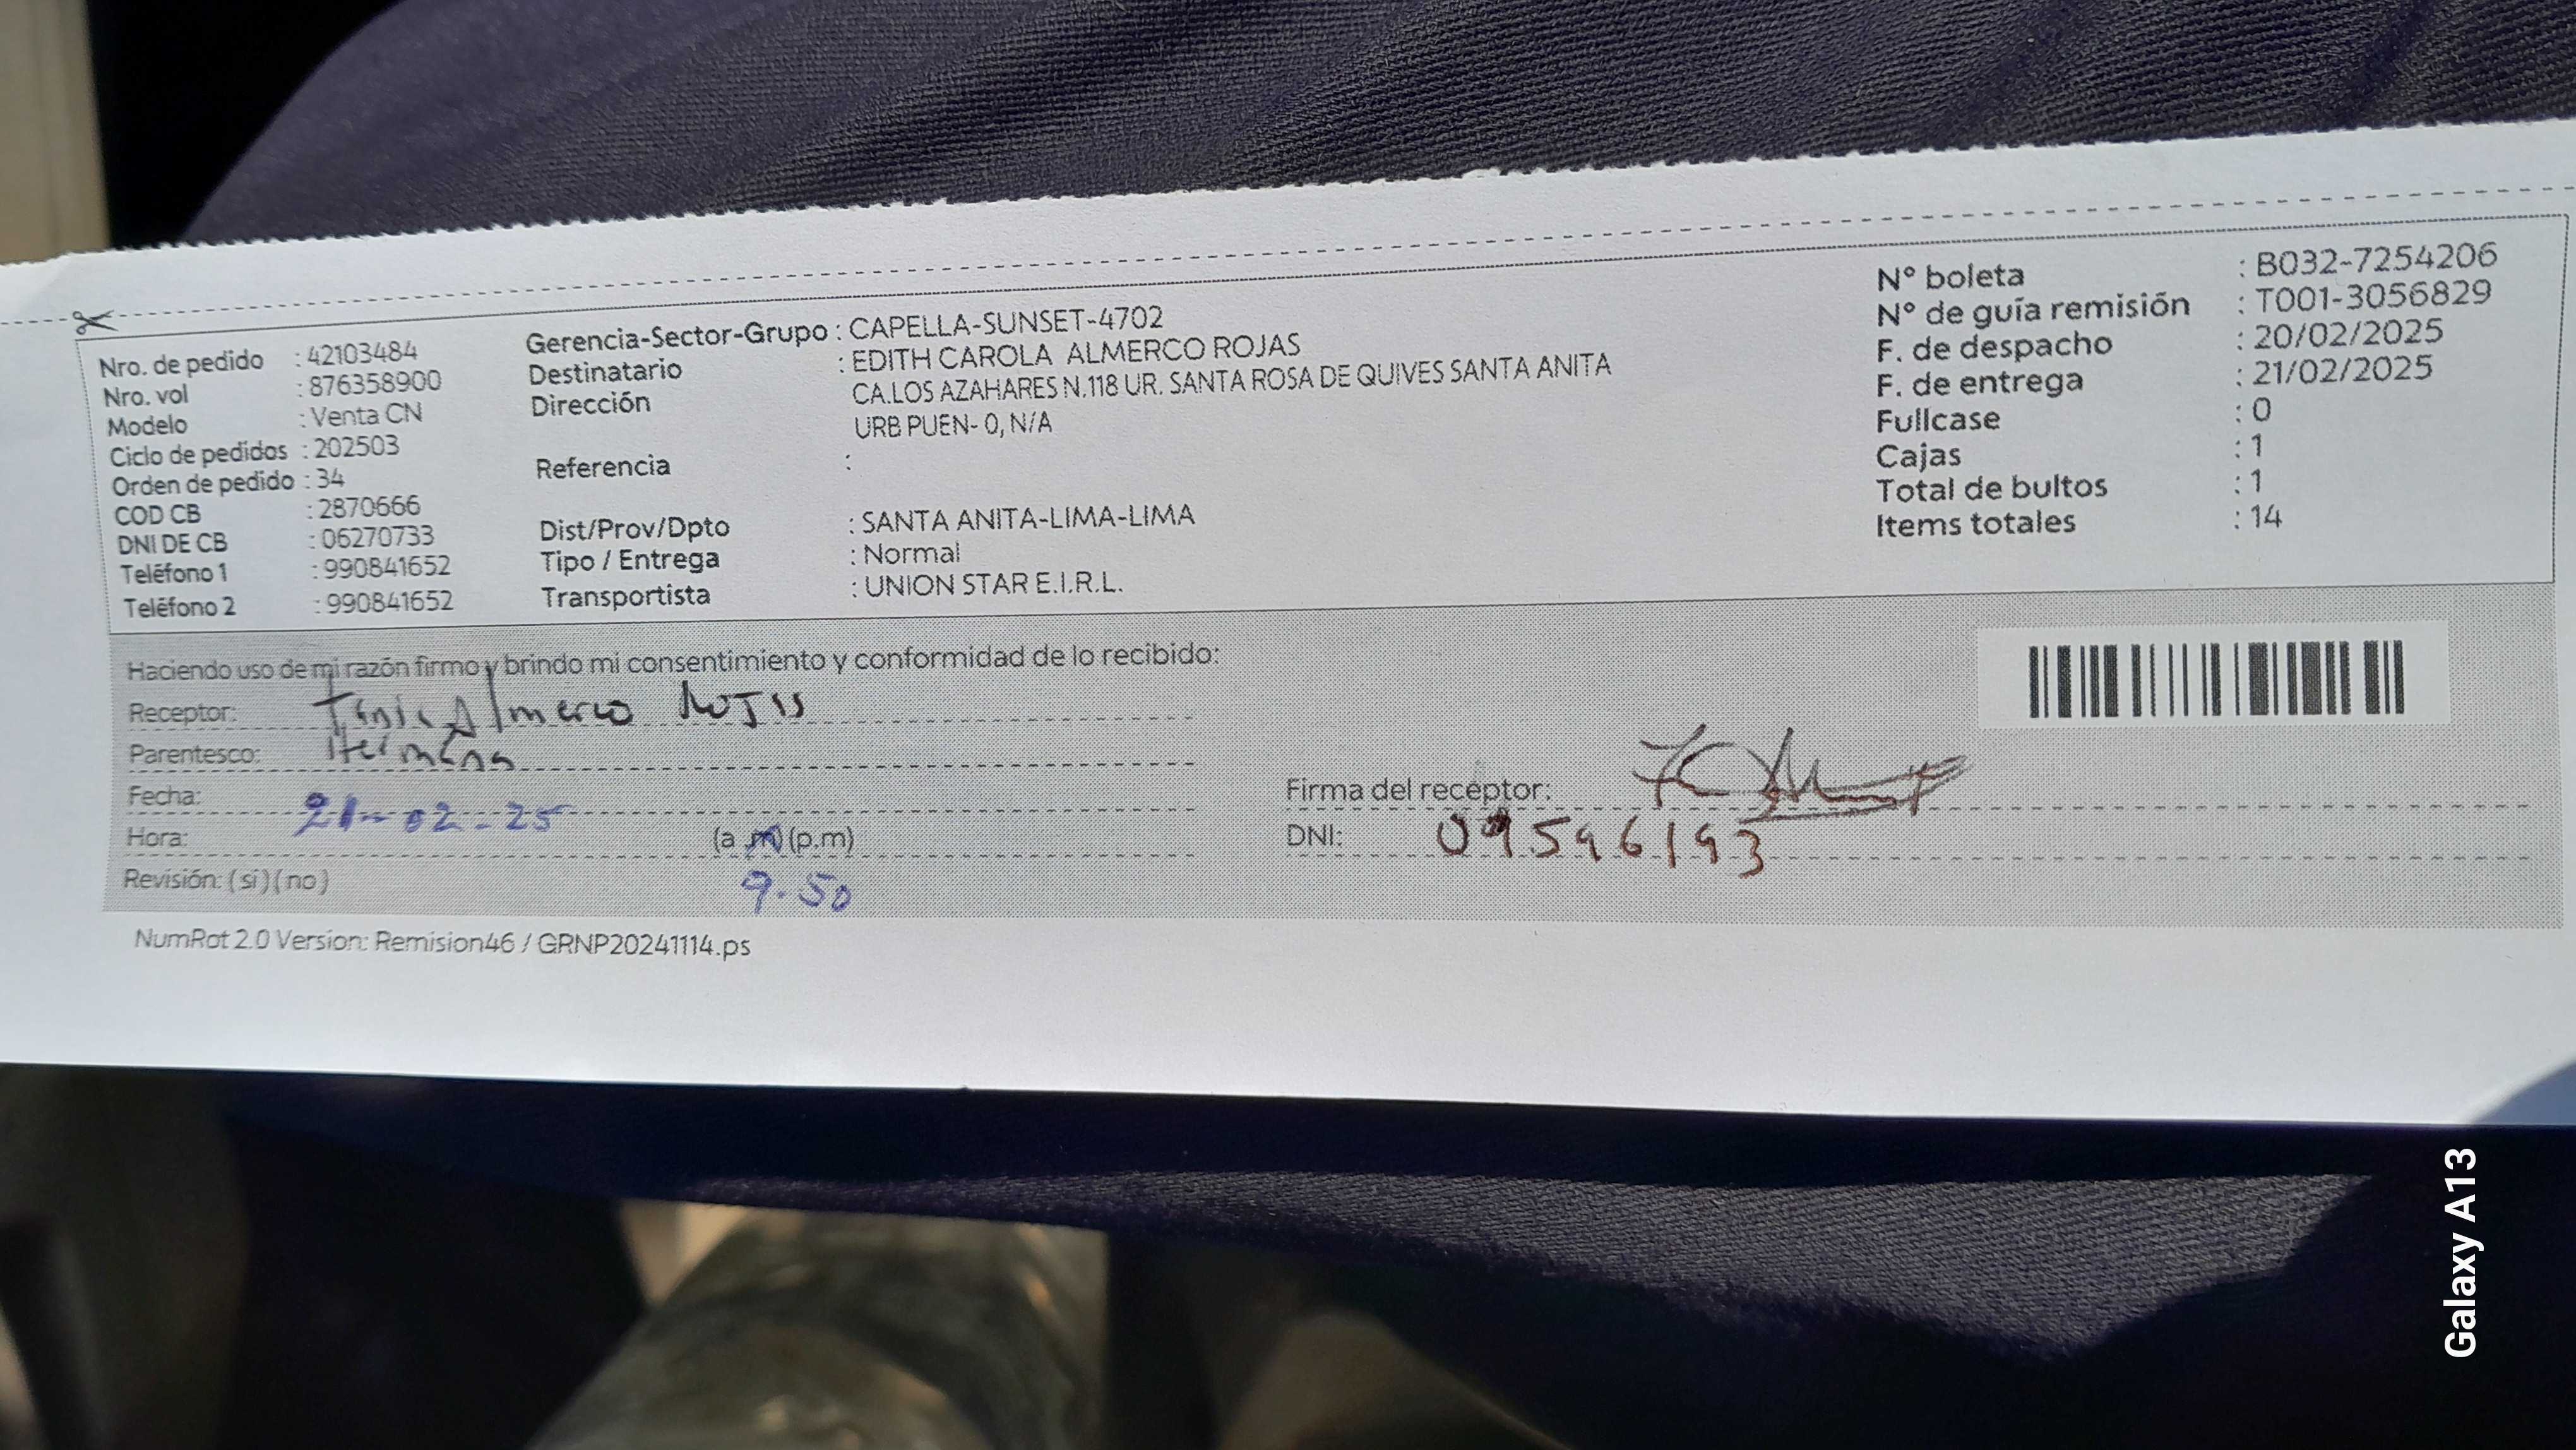 Nro. de pedido : 42103484
Nro. vol : 876358900
Modelo : Venta CN
Ciclo de pedidos : 202503
Orden de pedido : 34
COD CB : 2870666
DNI DE CB : 06270733
Teléfono 1 : 990841652
Teléfono 2 : 990841652
Gerencia-Sector-Grupo : CAPELLA-SUNSET-4702
Destinatario : EDITH CAROLA ALMERCO ROJAS
Dirección CA.LOS AZAHARES N.118 UR. SANTA ROSA DE QUIVES SANTA ANITA
URB PUEN- 0, N/A
Referencia :
Dist/Prov/Dpto : SANTA ANITA-LIMA-LIMA
Tipo / Entrega : Normal
Transportista : UNION STAR E.I.R.L.
N° boleta : B032-7254206
N° de guía remisión : T001-3056829
F. de despacho : 20/02/2025
F. de entrega : 21/02/2025
Fullcase : 0
Cajas : 1
Total de bultos : 1
Items totales : 14
Haciendo uso de mi razón firmo y brindo mi consentimiento y conformidad de lo recibido:
Receptor: Almerco
Parentesco: Hermana
Fecha: 21-02-25
Hora: (a.m) (p.m)
9.50
Revisión: (si) (no)
Firma del receptor:
DNI: 09596193
NumRot 2.0 Version: Remision46 / GRNP20241114.ps
Galaxy A13